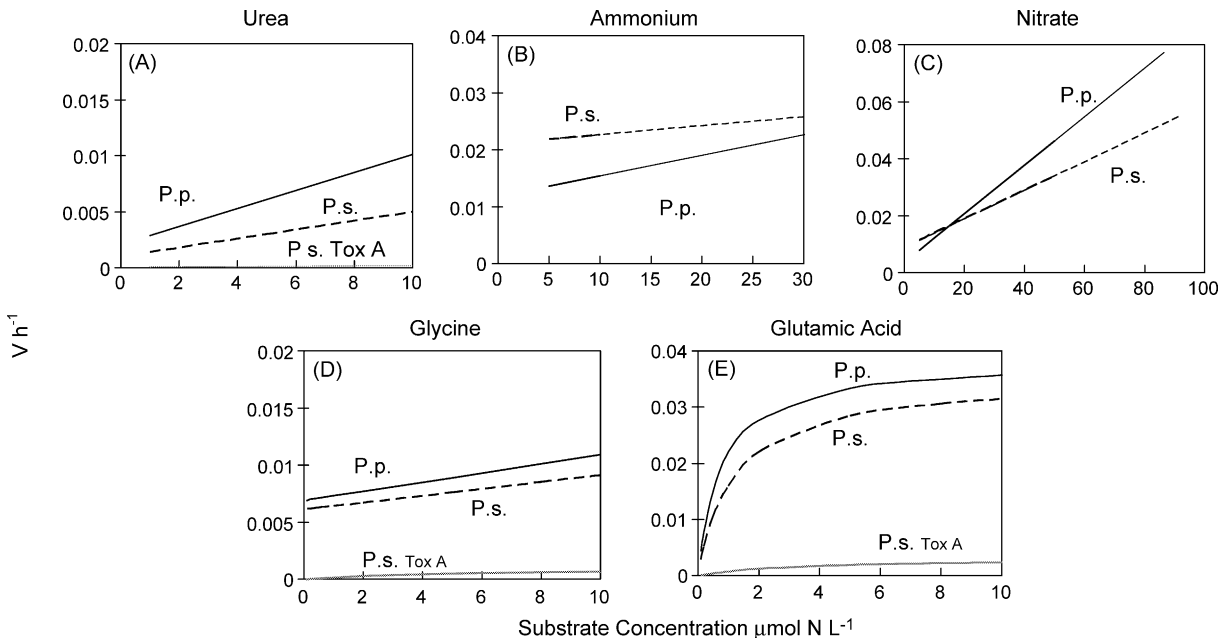 Urea
Ammonium
Nitrate
0.02
(A)
0.015
0.01
0.005
0
P.p.
P.s.
P s. Tox A
0 2 4 6 8 10
0.04
(B)
0.03
0.02
0.01
0
P.s.
P.p.
0 5 10 15 20 25 30
0.08
(C)
0.06
0.04
0.02
0.00
P.p.
P.s.
0 20 40 60 80 100
V h-1
Glycine
Glutamic Acid
0.02
(D)
0.015
0.01
0.005
0
P.p.
P.s.
P.s. Tox A
0 2 4 6 8 10
0.04
(E)
0.03
0.02
0.01
0
P.p.
P.s.
P.s. Tox A
0 2 4 6 8 10
Substrate Concentration μmol N L-1